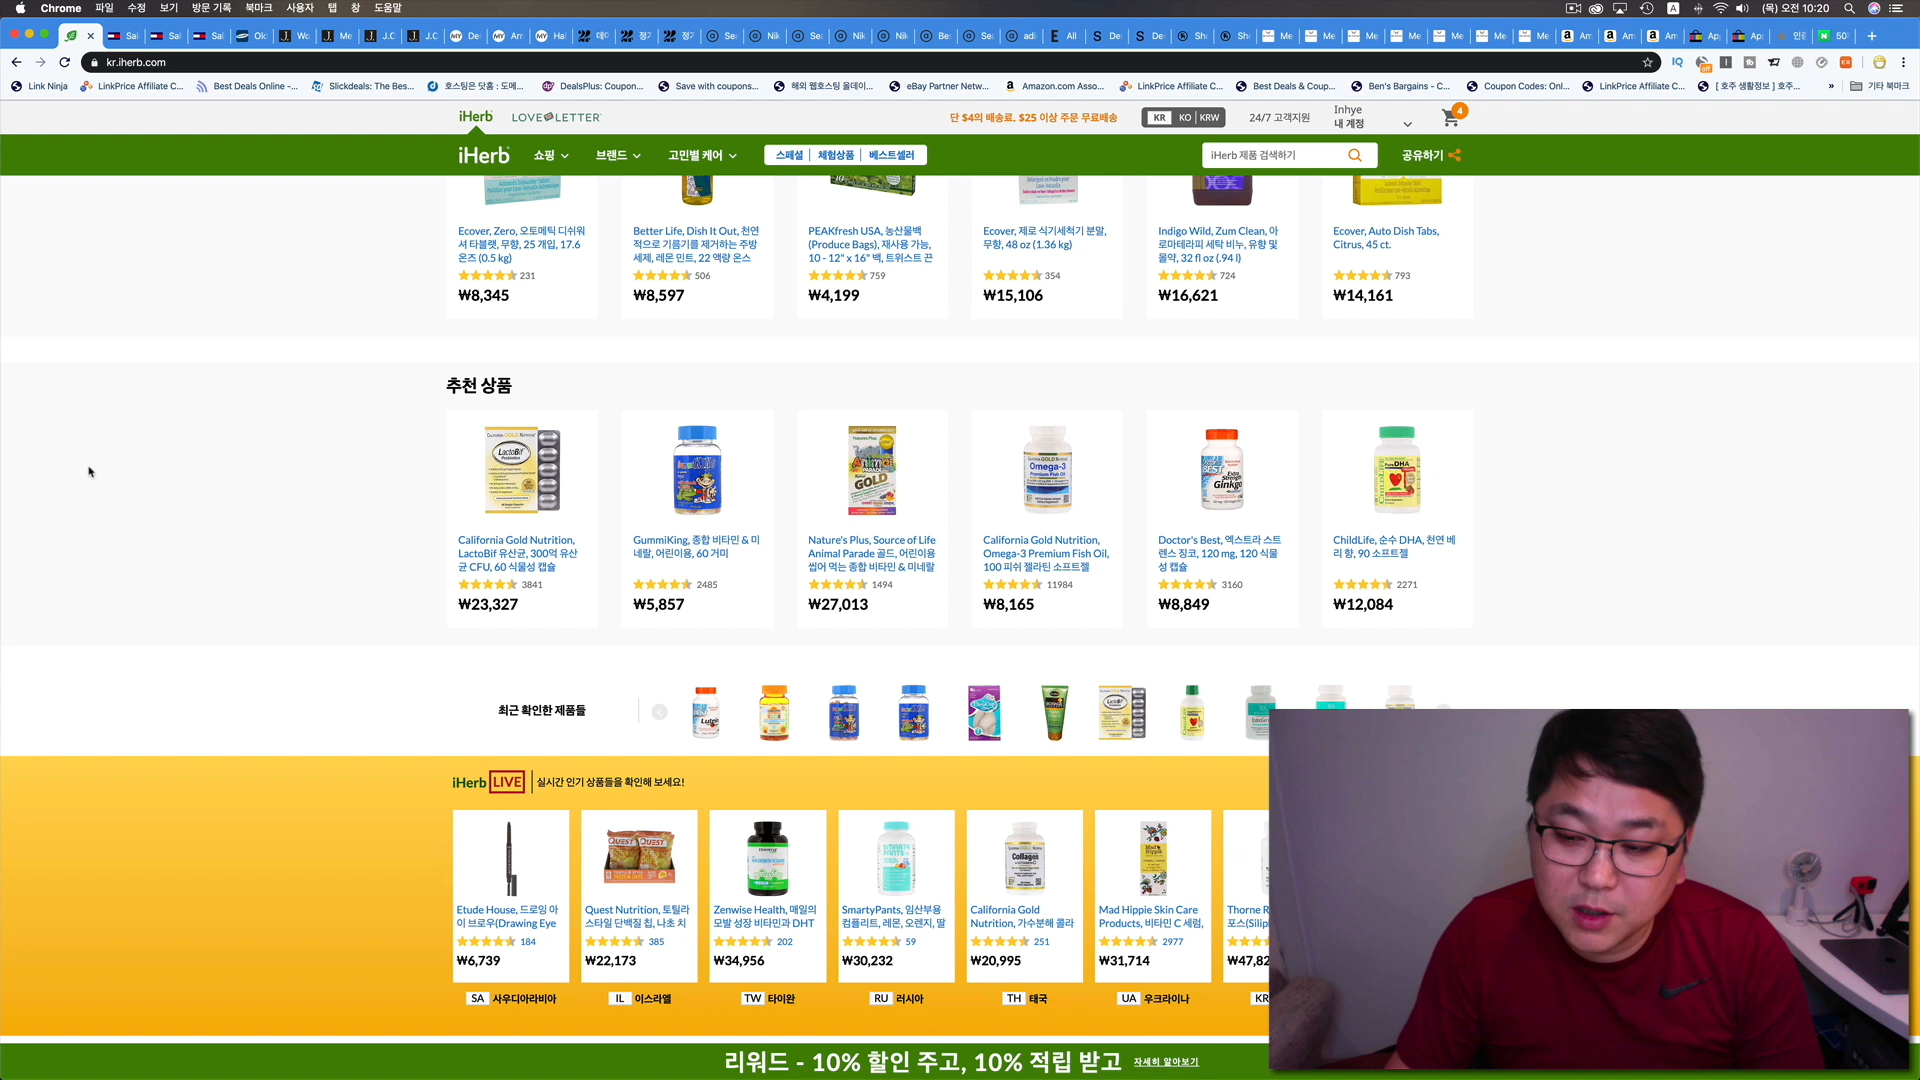 Chrome 파일 수정 보기 방문 기록 북마크 사용자 탭 창 도움말
(목) 오전 10:20
kr.iherb.com
Link Ninja
LinkPrice Affiliate C...
Best Deals Online -...
Slickdeals: The Bes...
호스팅은 닷홈 : 도메...
DealsPlus: Coupon...
Save with coupons...
해외 웹호스팅 올데이...
eBay Partner Netw...
Amazon.com Asso...
LinkPrice Affiliate C...
Best Deals & Coup...
Ben's Bargains - C...
Coupon Codes: Onl...
LinkPrice Affiliate C...
[ 호주 생활정보 ] 호주...
기타 북마크
iHerb
LOVE LETTER
단 $4의 배송료. $25 이상 주문 무료배송
KR KO | KRW
24/7 고객지원
Inhye
내 계정
4
iHerb
쇼핑
브랜드
고민별 케어
스페셜 | 체험상품 | 베스트셀러
iHerb 제품 검색하기
공유하기
Ecover, Zero, 오토메틱 디쉬워
셔 타블렛, 무향, 25 개입, 17.6
온즈 (0.5 kg)
231
₩8,345
Better Life, Dish It Out, 천연
적으로 기름기를 제거하는 주방
세제, 레몬 민트, 22 액량 온스
506
₩8,597
PEAKfresh USA, 농산물백
(Produce Bags), 재사용 가능,
10 - 12" x 16" 백, 트위스트 끈
759
₩4,199
Ecover, 제로 식기세척기 분말,
무향, 48 oz (1.36 kg)
354
₩15,106
Indigo Wild, Zum Clean, 아
로마테라피 세탁 비누, 유향 및
몰약, 32 fl oz (.94 l)
724
₩16,621
Ecover, Auto Dish Tabs,
Citrus, 45 ct.
793
₩14,161
추천 상품
California Gold Nutrition,
LactoBif 유산균, 300억 유산
균 CFU, 60 식물성 캡슐
3841
₩23,327
GummiKing, 종합 비타민 & 미
네랄, 어린이용, 60 거미
2485
₩5,857
Nature's Plus, Source of Life
Animal Parade 골드, 어린이용
씹어 먹는 종합 비타민 & 미네랄
1494
₩27,013
California Gold Nutrition,
Omega-3 Premium Fish Oil,
100 피쉬 젤라틴 소프트젤
11984
₩8,165
Doctor's Best, 엑스트라 스트
렌스 징코, 120 mg, 120 식물
성 캡슐
3160
₩8,849
ChildLife, 순수 DHA, 천연 베
리 향, 90 소프트젤
2271
₩12,084
최근 확인한 제품들
iHerb LIVE 실시간 인기 상품들을 확인해 보세요!
Etude House, 드로잉 아
이 브로우(Drawing Eye
184
₩6,739
SA 사우디아라비아
Quest Nutrition, 토틸라
스타일 단백질 칩, 나초 치
385
₩22,173
IL 이스라엘
Zenwise Health, 매일의
모발 성장 비타민과 DHT
202
₩34,956
TW 타이완
SmartyPants, 임산부용
컴플리트, 레몬, 오렌지, 딸
59
₩30,232
RU 러시아
California Gold
Nutrition, 가수분해 콜라
251
₩20,995
TH 태국
Mad Hippie Skin Care
Products, 비타민 C 세럼,
2977
₩31,714
UA 우크라이나
Thorne R
포스(Silip
₩47,82
KR
리워드 - 10% 할인 주고, 10% 적립 받고 자세히 알아보기